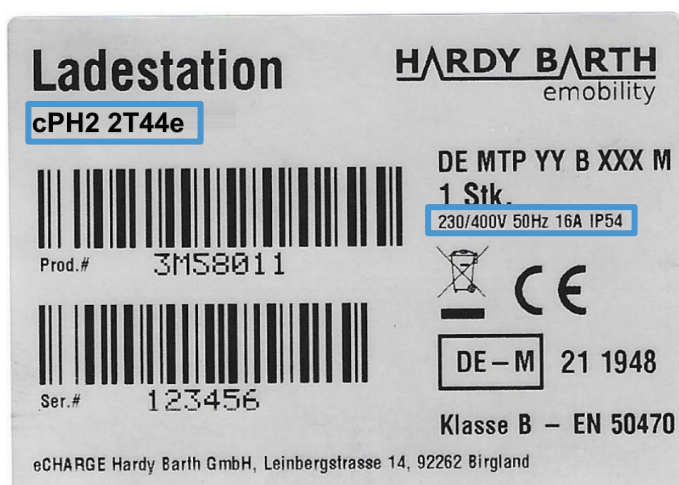 Ladestation
HARDY BARTH
emobility
cPH2 2T44e
DE MTP YY B XXX M
1 Stk.
230/400V 50Hz 16A IP54
Prod.# 3MS8011
CE
Ser.# 123456
DE-M 21 1948
Klasse B – EN 50470
eCHARGE Hardy Barth GmbH, Leinbergstrasse 14, 92262 Birgland